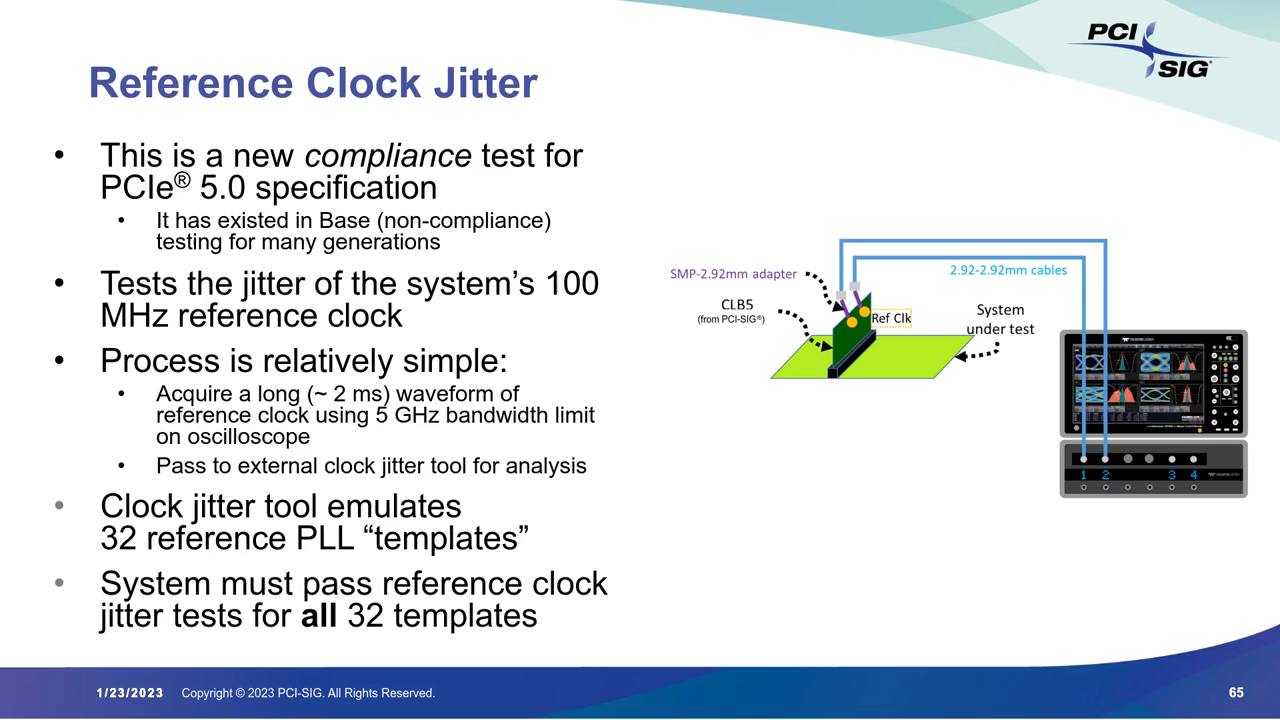 PCI
SIG
Reference Clock Jitter
• This is a new compliance test for
PCIe® 5.0 specification
• It has existed in Base (non-compliance)
testing for many generations
• Tests the jitter of the system’s 100
MHz reference clock
• Process is relatively simple:
• Acquire a long (~ 2 ms) waveform of
reference clock using 5 GHz bandwidth limit
on oscilloscope
• Pass to external clock jitter tool for analysis
• Clock jitter tool emulates
32 reference PLL “templates”
• System must pass reference clock
jitter tests for all 32 templates
SMP-2.92mm adapter
2.92-2.92mm cables
CLB5
(from PCI-SIG®)
Ref Clk
System
under test
1 2 3 4
1/23/2023 Copyright © 2023 PCI-SIG. All Rights Reserved. 65